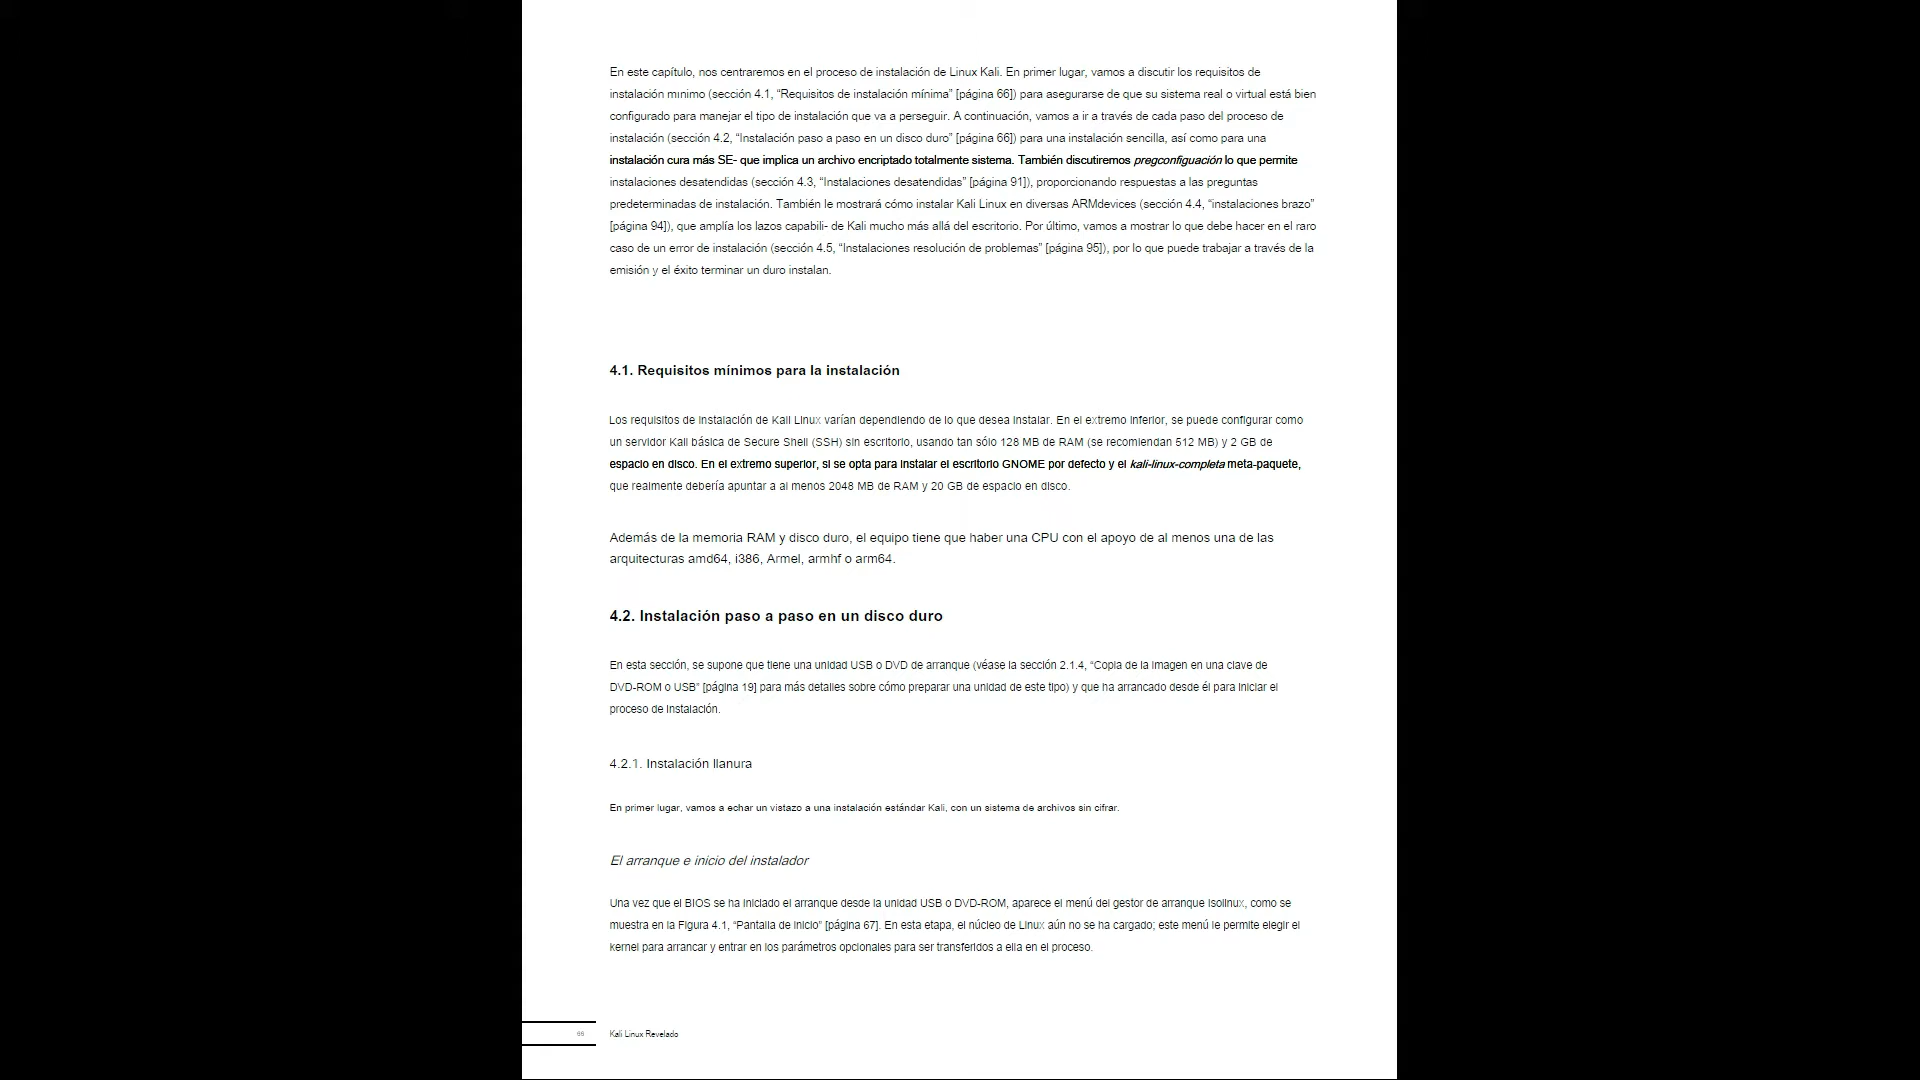 En este capítulo, nos centraremos en el proceso de instalación de Linux Kali. En primer lugar, vamos a discutir los requisitos de
instalación mínimo (sección 4.1, “Requisitos de instalación mínima” [página 66]) para asegurarse de que su sistema real o virtual está bien
configurado para manejar el tipo de instalación que va a perseguir. A continuación, vamos a ir a través de cada paso del proceso de
instalación (sección 4.2, “Instalación paso a paso en un disco duro” [página 66]) para una instalación sencilla, así como para una
instalación cura más SE- que implica un archivo encriptado totalmente sistema. También discutiremos pregconfiguación lo que permite
instalaciones desatendidas (sección 4.3, “Instalaciones desatendidas” [página 91]), proporcionando respuestas a las preguntas
predeterminadas de instalación. También le mostrará cómo instalar Kali Linux en diversas ARMdevices (sección 4.4, “instalaciones brazo”
[página 94]), que amplía los lazos capabili- de Kali mucho más allá del escritorio. Por último, vamos a mostrar lo que debe hacer en el raro
caso de un error de instalación (sección 4.5, “Instalaciones resolución de problemas” [página 95]), por lo que puede trabajar a través de la
emisión y el éxito terminar un duro instalan.
4.1. Requisitos mínimos para la instalación
Los requisitos de instalación de Kali Linux varían dependiendo de lo que desea instalar. En el extremo inferior, se puede configurar como
un servidor Kali básica de Secure Shell (SSH) sin escritorio, usando tan sólo 128 MB de RAM (se recomiendan 512 MB) y 2 GB de
espacio en disco. En el extremo superior, si se opta para instalar el escritorio GNOME por defecto y el kali-linux-completa meta-paquete,
que realmente debería apuntar a al menos 2048 MB de RAM y 20 GB de espacio en disco.
Además de la memoria RAM y disco duro, el equipo tiene que haber una CPU con el apoyo de al menos una de las
arquitecturas amd64, i386, Armel, armhf o arm64.
4.2. Instalación paso a paso en un disco duro
En esta sección, se supone que tiene una unidad USB o DVD de arranque (véase la sección 2.1.4, “Copia de la imagen en una clave de
DVD-ROM o USB” [página 19] para más detalles sobre cómo preparar una unidad de este tipo) y que ha arrancado desde él para iniciar el
proceso de instalación.
4.2.1. Instalación llanura
En primer lugar, vamos a echar un vistazo a una instalación estándar Kali, con un sistema de archivos sin cifrar.
El arranque e inicio del instalador
Una vez que el BIOS se ha iniciado el arranque desde la unidad USB o DVD-ROM, aparece el menú del gestor de arranque Isolinux, como se
muestra en la Figura 4.1, “Pantalla de inicio” [página 67]. En esta etapa, el núcleo de Linux aún no se ha cargado; este menú le permite elegir el
kernel para arrancar y entrar en los parámetros opcionales para ser transferidos a ella en el proceso.
66 Kali Linux Revelado